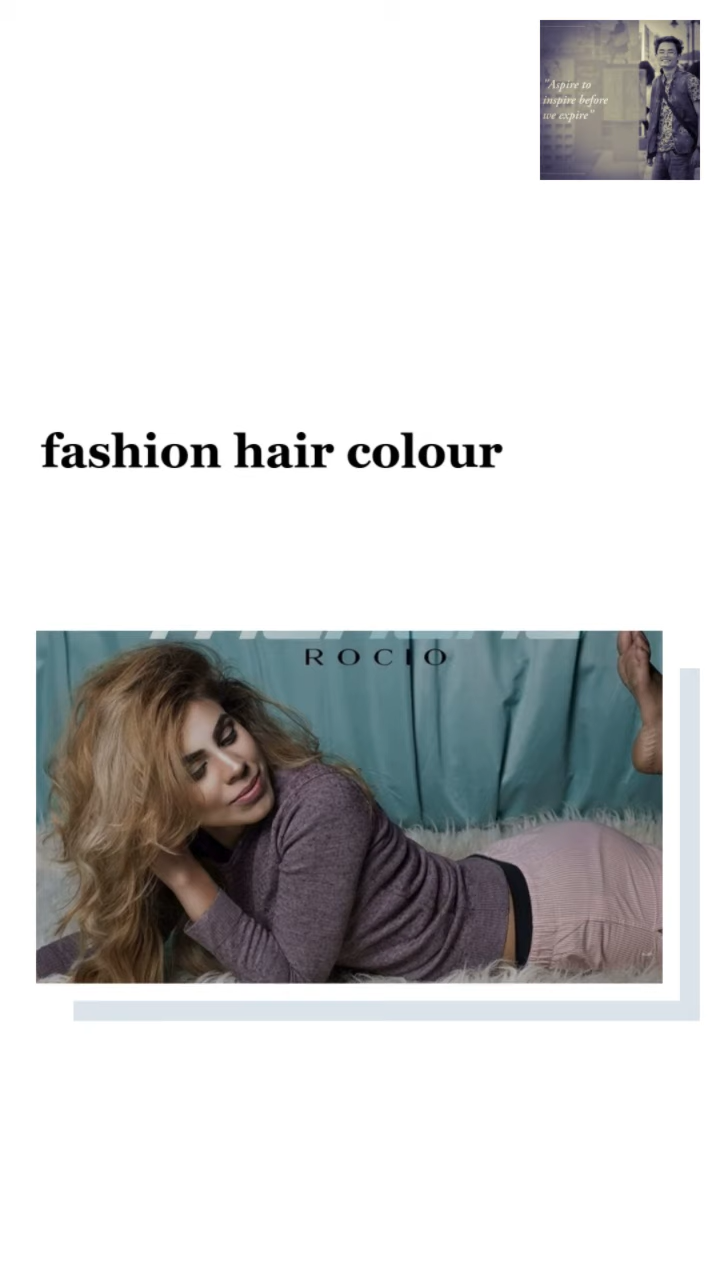 "Aspire to
inspire before
we expire"
fashion hair colour
ROCIO